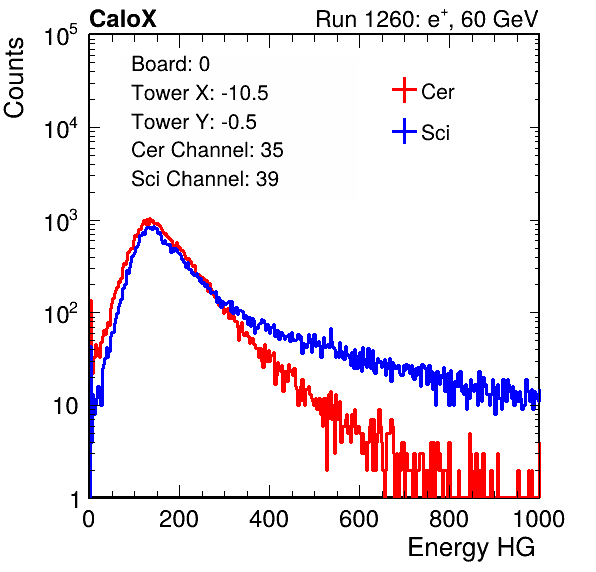 CaloX Run 1260: e⁺, 60 GeV
Counts
Board: 0
Tower X: -10.5
Tower Y: -0.5
Cer Channel: 35
Sci Channel: 39
Cer
Sci
10⁵
10⁴
10³
10²
10
1
0 200 400 600 800 1000
Energy HG